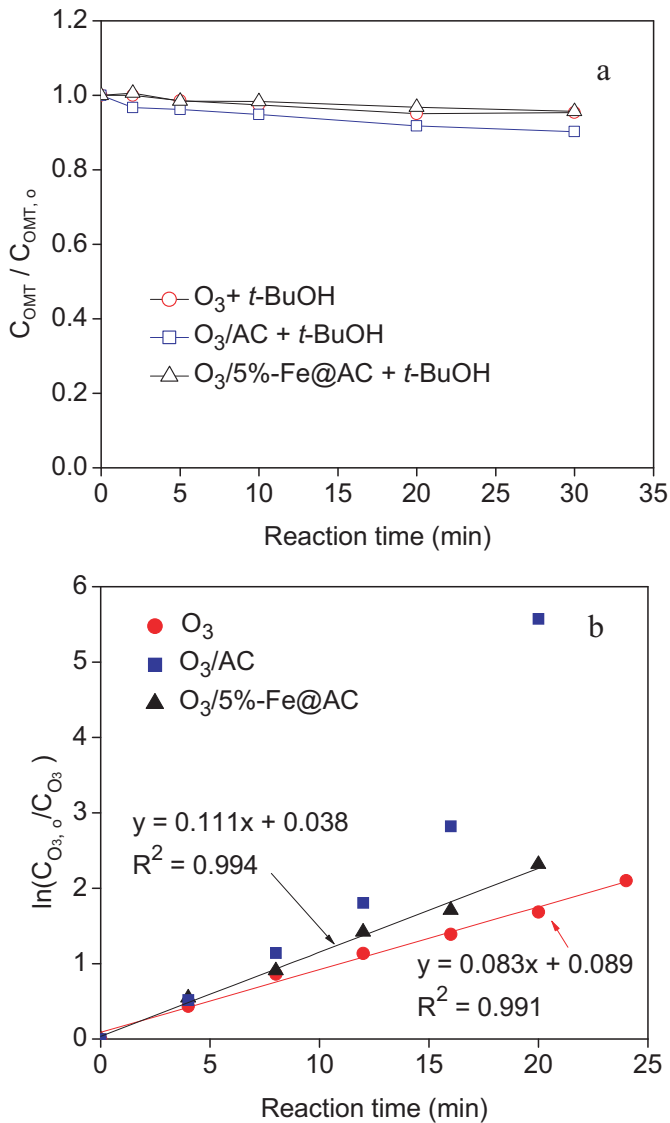 a
1.2
1.0
0.8
0.6
0.4
0.2
0.0
C_OMT / C_OMT, o
O₃+ t-BuOH
O₃/AC + t-BuOH
O₃/5%-Fe@AC + t-BuOH
0 5 10 15 20 25 30 35
Reaction time (min)
b
6
5
4
3
2
1
0
ln(C_O₃, o/C_O₃)
O₃
O₃/AC
O₃/5%-Fe@AC
y = 0.111x + 0.038
R² = 0.994
y = 0.083x + 0.089
R² = 0.991
0 5 10 15 20 25
Reaction time (min)